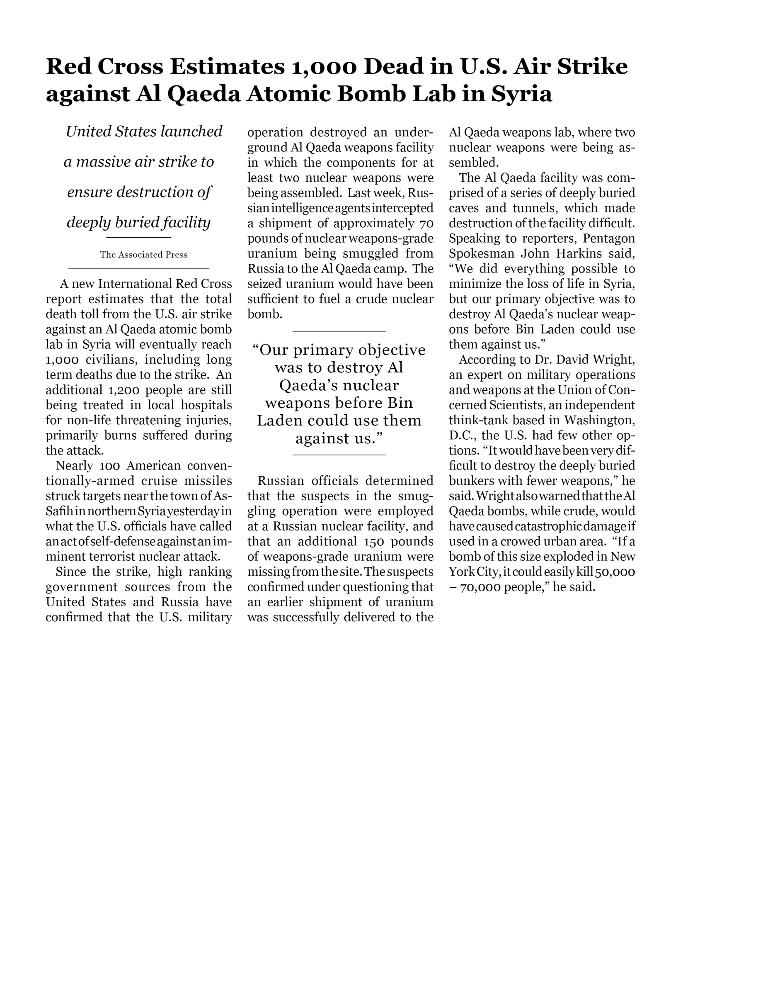 Red Cross Estimates 1,000 Dead in U.S. Air Strike
against Al Qaeda Atomic Bomb Lab in Syria
United States launched
a massive air strike to
ensure destruction of
deeply buried facility
The Associated Press
A new International Red Cross
report estimates that the total
death toll from the U.S. air strike
against an Al Qaeda atomic bomb
lab in Syria will eventually reach
1,000 civilians, including long
term deaths due to the strike. An
additional 1,200 people are still
being treated in local hospitals
for non-life threatening injuries,
primarily burns suffered during
the attack.
Nearly 100 American conven-
tionally-armed cruise missiles
struck targets near the town of As-
Safih in northern Syria yesterday in
what the U.S. officials have called
an act of self-defense against an im-
minent terrorist nuclear attack.
Since the strike, high ranking
government sources from the
United States and Russia have
confirmed that the U.S. military
operation destroyed an under-
ground Al Qaeda weapons facility
in which the components for at
least two nuclear weapons were
being assembled. Last week, Rus-
sian intelligence agents intercepted
a shipment of approximately 70
pounds of nuclear weapons-grade
uranium being smuggled from
Russia to the Al Qaeda camp. The
seized uranium would have been
sufficient to fuel a crude nuclear
bomb.
“Our primary objective
was to destroy Al
Qaeda’s nuclear
weapons before Bin
Laden could use them
against us.”
Russian officials determined
that the suspects in the smug-
gling operation were employed
at a Russian nuclear facility, and
that an additional 150 pounds
of weapons-grade uranium were
missing from the site. The suspects
confirmed under questioning that
an earlier shipment of uranium
was successfully delivered to the
Al Qaeda weapons lab, where two
nuclear weapons were being as-
sembled.
The Al Qaeda facility was com-
prised of a series of deeply buried
caves and tunnels, which made
destruction of the facility difficult.
Speaking to reporters, Pentagon
Spokesman John Harkins said,
“We did everything possible to
minimize the loss of life in Syria,
but our primary objective was to
destroy Al Qaeda’s nuclear weap-
ons before Bin Laden could use
them against us.”
According to Dr. David Wright,
an expert on military operations
and weapons at the Union of Con-
cerned Scientists, an independent
think-tank based in Washington,
D.C., the U.S. had few other op-
tions. “It would have been very dif-
ficult to destroy the deeply buried
bunkers with fewer weapons,” he
said. Wright also warned that the Al
Qaeda bombs, while crude, would
have caused catastrophic damage if
used in a crowed urban area. “If a
bomb of this size exploded in New
York City, it could easily kill 50,000
– 70,000 people,” he said.